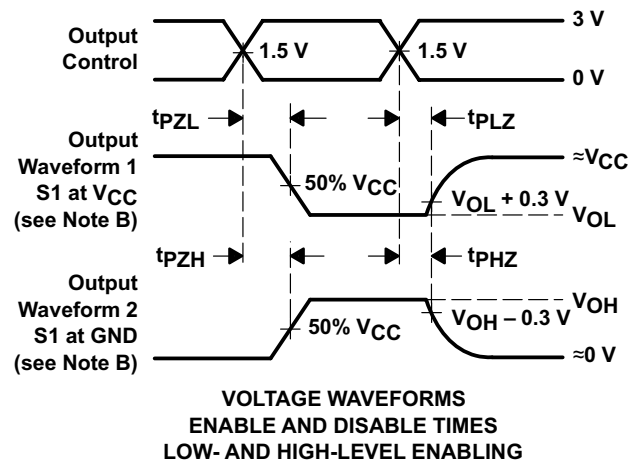 Output
Control
3 V
1.5 V
1.5 V
0 V
tPZL
tPLZ
Output
Waveform 1
S1 at VCC
(see Note B)
≈VCC
50% VCC
VOL + 0.3 V
VOL
tPZH
tPHZ
Output
Waveform 2
S1 at GND
(see Note B)
VOH
50% VCC
VOH – 0.3 V
≈0 V
VOLTAGE WAVEFORMS
ENABLE AND DISABLE TIMES
LOW- AND HIGH-LEVEL ENABLING